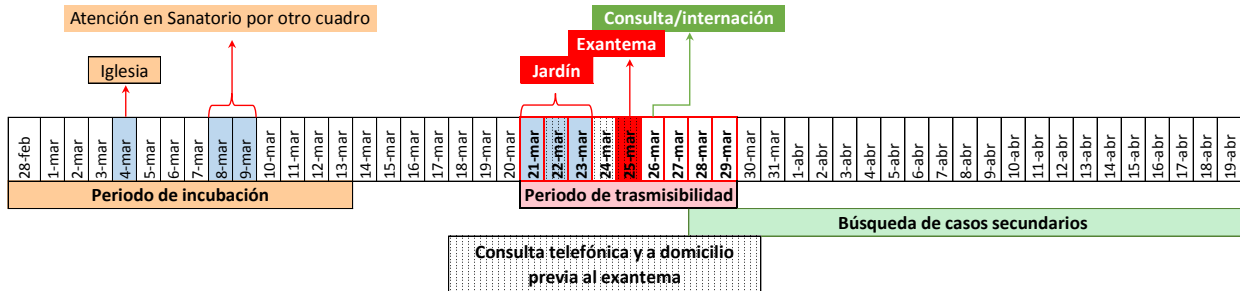 Atención en Sanatorio por otro cuadro
Consulta/internación
Exantema
Iglesia
Jardín
28-feb
1-mar
2-mar
3-mar
4-mar
5-mar
6-mar
7-mar
8-mar
9-mar
10-mar
11-mar
12-mar
13-mar
14-mar
15-mar
16-mar
17-mar
18-mar
19-mar
20-mar
21-mar
22-mar
23-mar
24-mar
25-mar
26-mar
27-mar
28-mar
29-mar
30-mar
31-mar
1-abr
2-abr
3-abr
4-abr
5-abr
6-abr
7-abr
8-abr
9-abr
10-abr
11-abr
12-abr
13-abr
14-abr
15-abr
16-abr
17-abr
18-abr
19-abr
Periodo de incubación
Periodo de trasmisibilidad
Búsqueda de casos secundarios
Consulta telefónica y a domicilio
previa al exantema